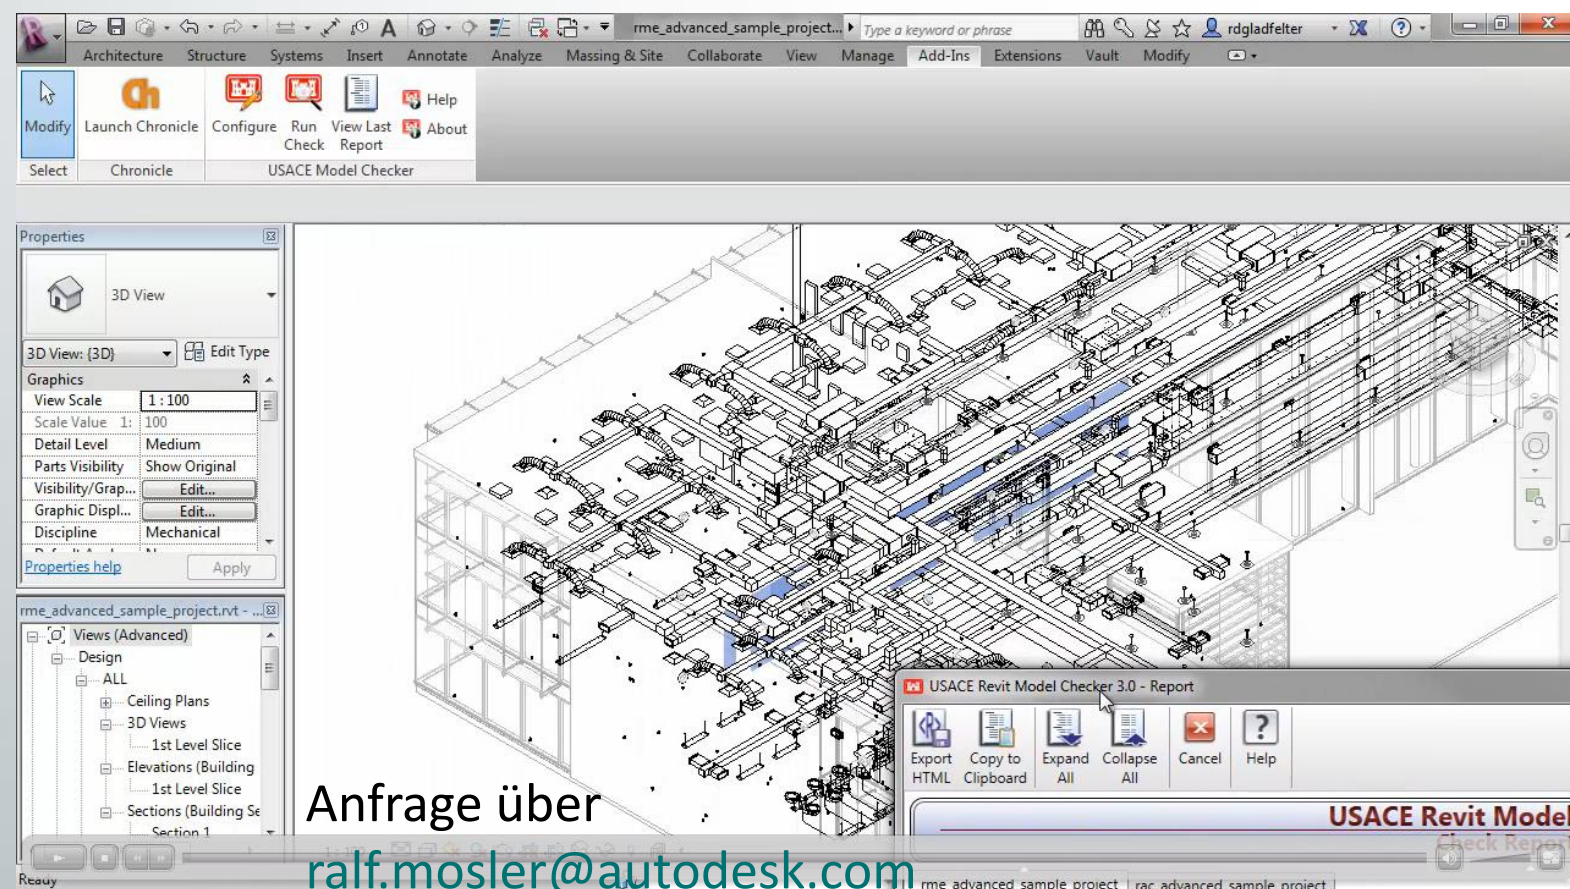 rme_advanced_sample_project...
Type a keyword or phrase
rdgladfelter
Architecture Structure Systems Insert Annotate Analyze Massing & Site Collaborate View Manage Add-Ins Extensions Vault Modify
Modify
Launch Chronicle
Configure
Run Check
View Last Report
Help
About
Select Chronicle USACE Model Checker
Properties
3D View
3D View: {3D} Edit Type
Graphics
View Scale 1 : 100
Scale Value 1: 100
Detail Level Medium
Parts Visibility Show Original
Visibility/Grap... Edit...
Graphic Displ... Edit...
Discipline Mechanical
Properties help Apply
rme_advanced_sample_project.rvt - ...
Views (Advanced)
Design
ALL
Ceiling Plans
3D Views
1st Level Slice
Elevations (Building
1st Level Slice
Sections (Building Se
Section 1
Ready
USACE Revit Model Checker 3.0 - Report
Export HTML
Copy to Clipboard
Expand All
Collapse All
Cancel
Help
USACE Revit Model
Check Report
rme_advanced_sample_project rac_advanced_sample_project
Anfrage über
ralf.mosler@autodesk.com